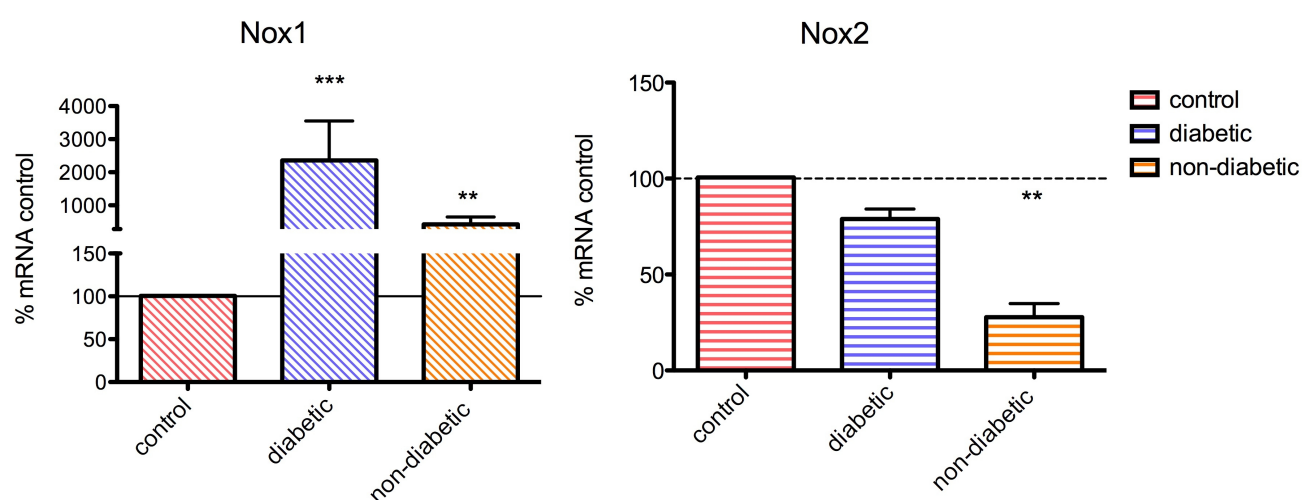 Nox1
***
**
% mRNA control
4000
3000
2000
1000
150
100
50
0
control
diabetic
non-diabetic
Nox2
**
% mRNA control
150
100
50
0
control
diabetic
non-diabetic
control
diabetic
non-diabetic